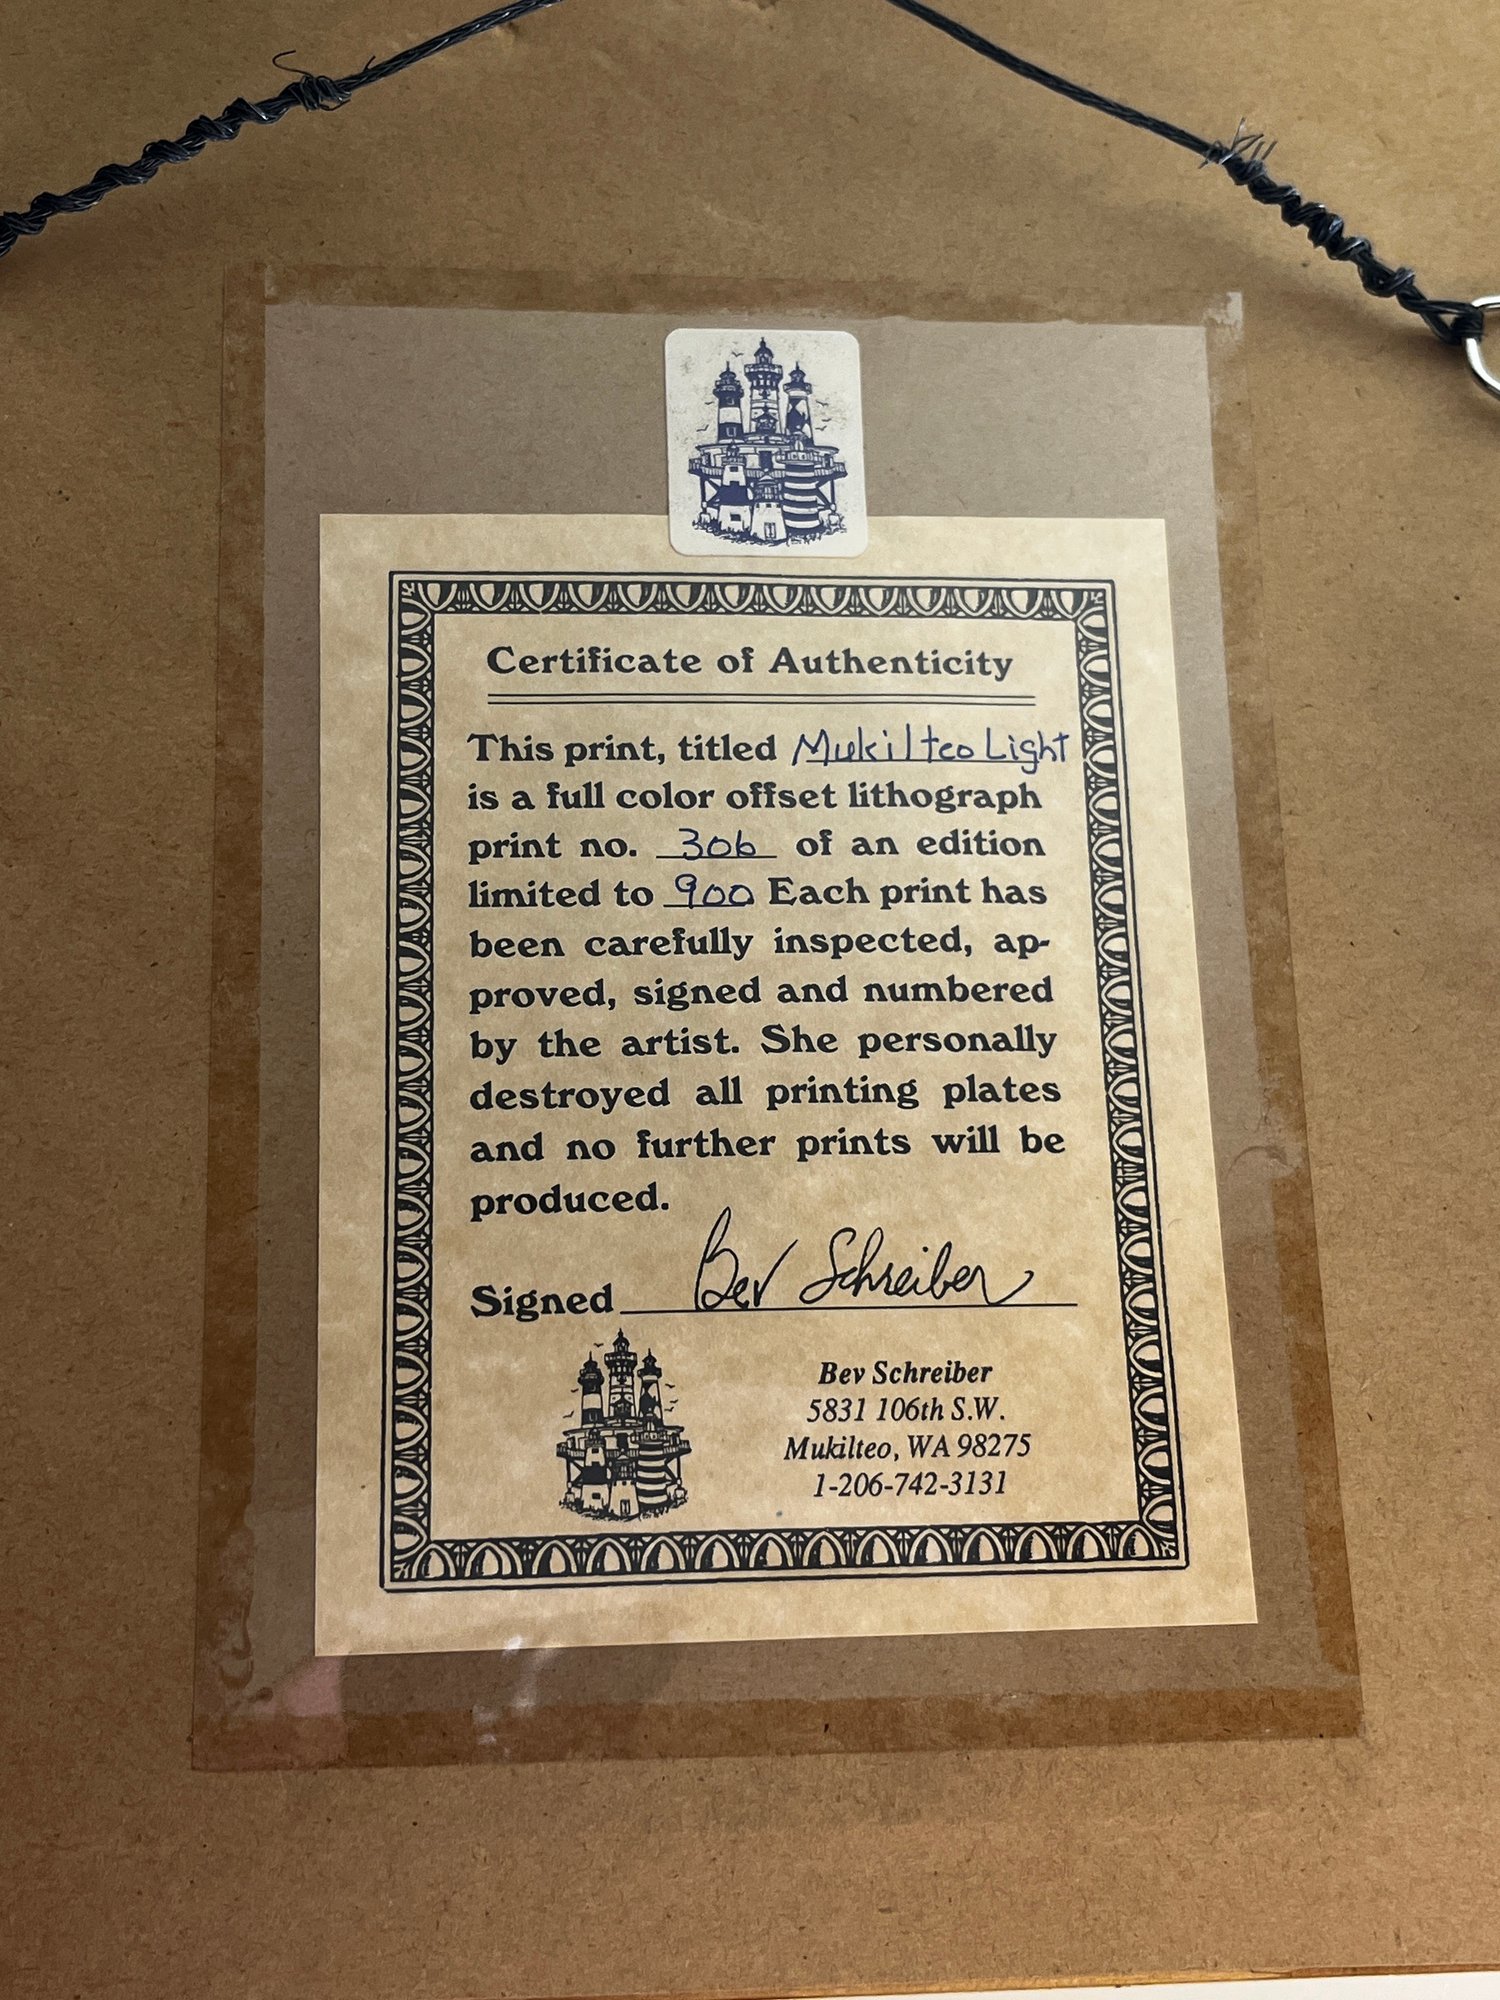 Certificate of Authenticity
This print, titled Mukilteo Light
is a full color offset lithograph
print no. 306 of an edition
limited to 900 Each print has
been carefully inspected, ap-
proved, signed and numbered
by the artist. She personally
destroyed all printing plates
and no further prints will be
produced.
Signed Bev Schreiber
Bev Schreiber
5831 106th S.W.
Mukilteo, WA 98275
1-206-742-3131